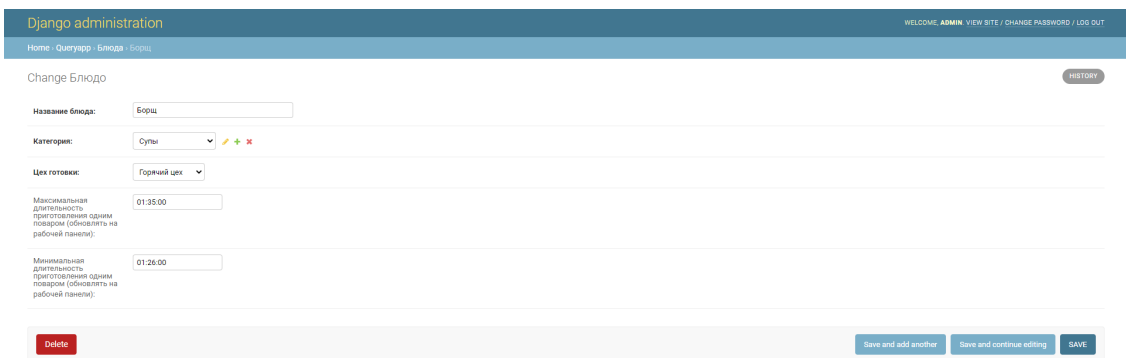 Django administration
WELCOME, ADMIN. VIEW SITE / CHANGE PASSWORD / LOG OUT
Home › Queryapp › Блюда › Борщ
Change Блюдо
HISTORY
Название блюда:
Борщ
Категория:
Супы
Цех готовки:
Горячий цех
Максимальная
длительность
приготовления одним
поваром (обновлять на
рабочей панели):
01:35:00
Минимальная
длительность
приготовления одним
поваром (обновлять на
рабочей панели):
01:26:00
Delete
Save and add another
Save and continue editing
SAVE